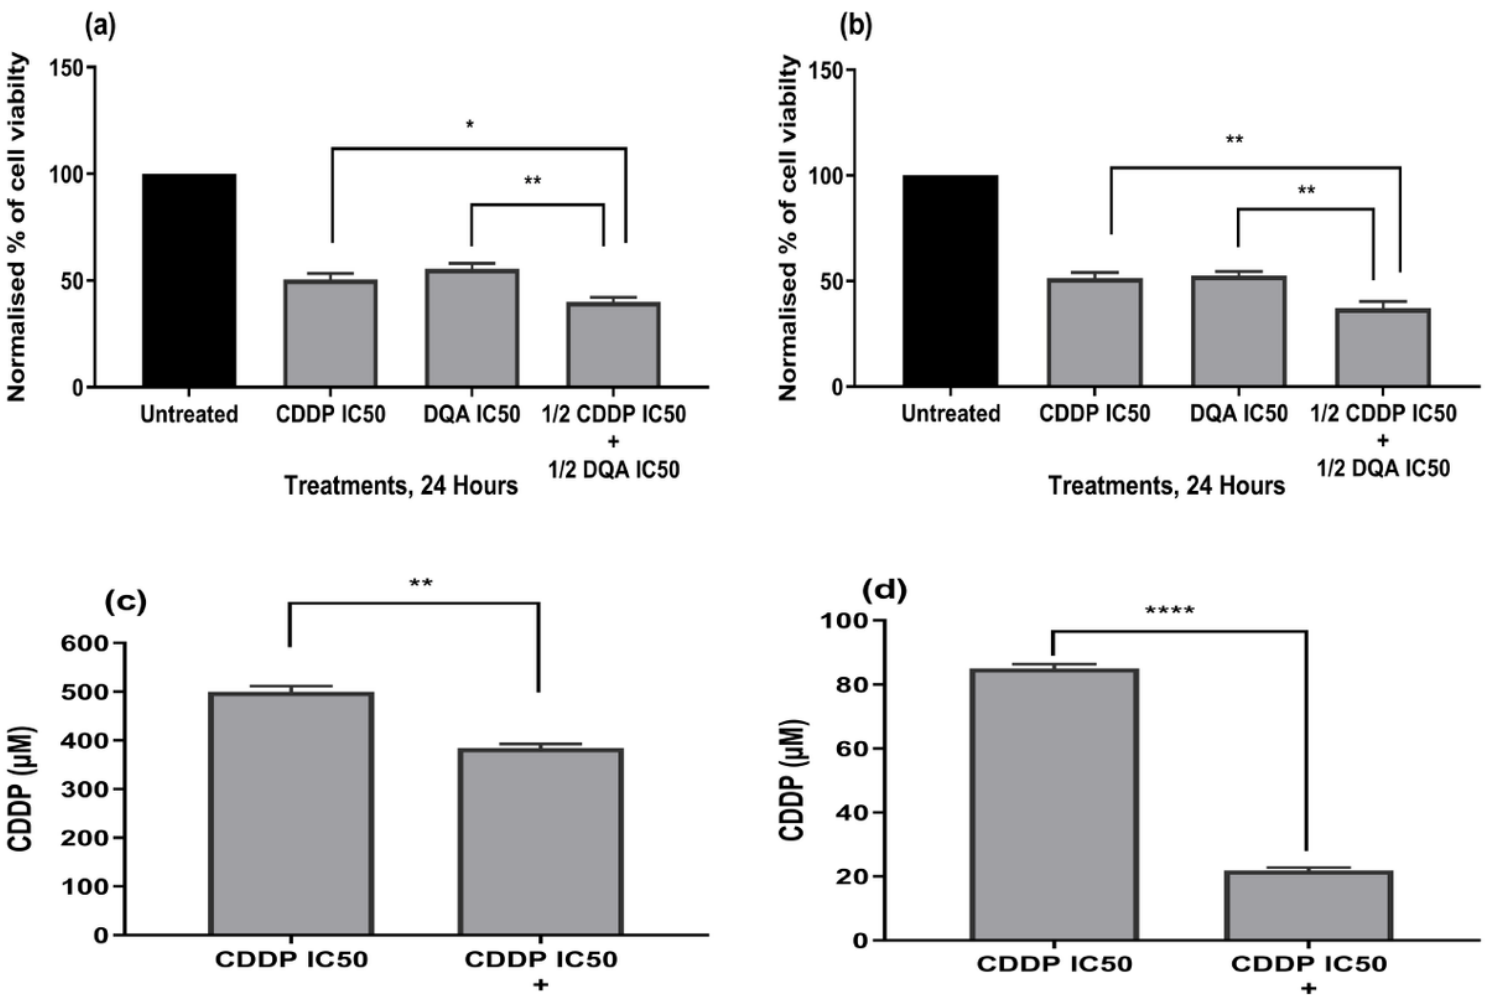 (a)
Normalised % of cell viabilty
150
100
50
0
*
**
Untreated
CDDP IC50
DQA IC50
1/2 CDDP IC50
+
1/2 DQA IC50
Treatments, 24 Hours
(b)
Normalised % of cell viabilty
150
100
50
0
**
**
Untreated
CDDP IC50
DQA IC50
1/2 CDDP IC50
+
1/2 DQA IC50
Treatments, 24 Hours
(c)
CDDP (µM)
600
500
400
300
200
100
0
**
CDDP IC50
CDDP IC50
+
(d)
CDDP (µM)
100
80
60
40
20
0
****
CDDP IC50
CDDP IC50
+